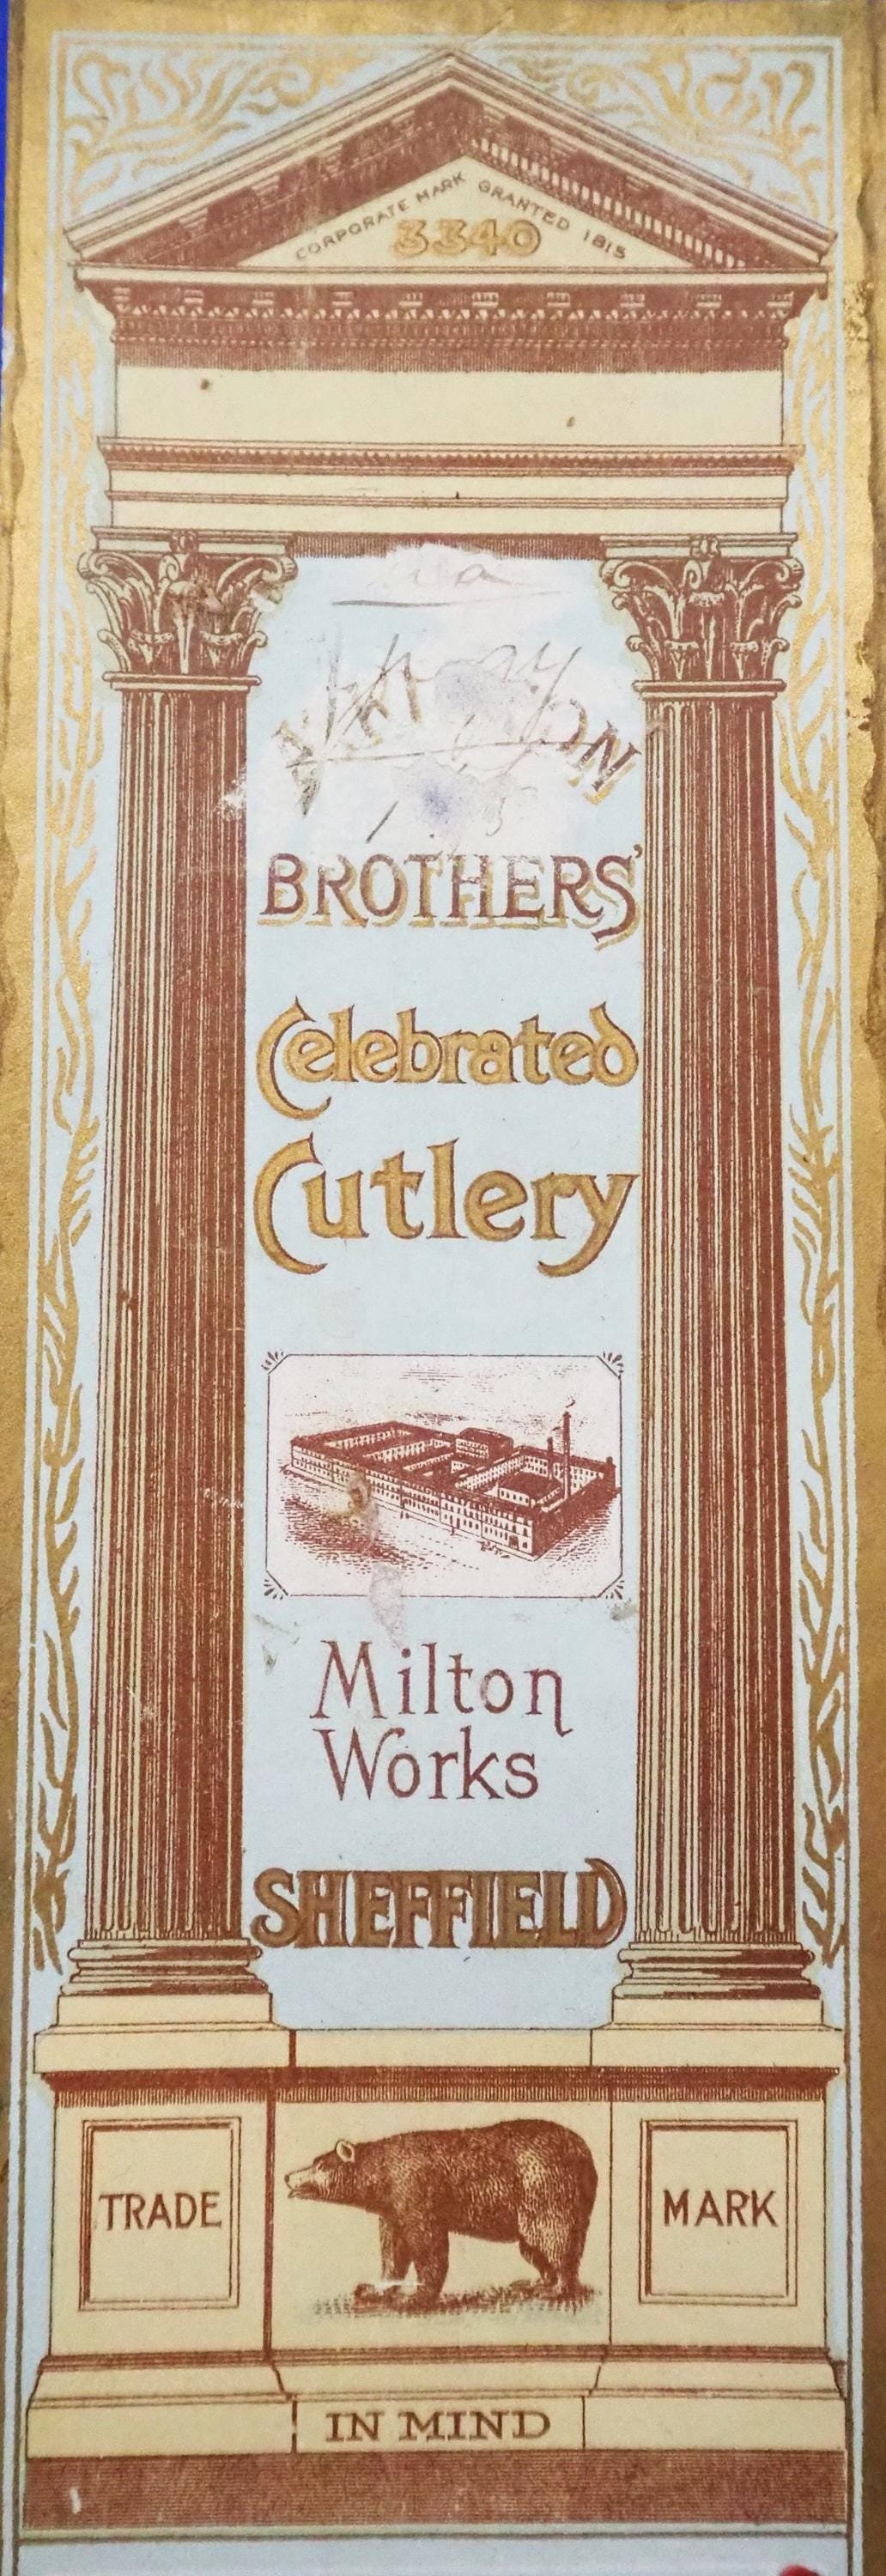 CORPORATE MARK GRANTED 1815
3340
BROTHERS'
Celebrated
Cutlery
Milton
Works
SHEFFIELD
TRADE MARK
IN MIND